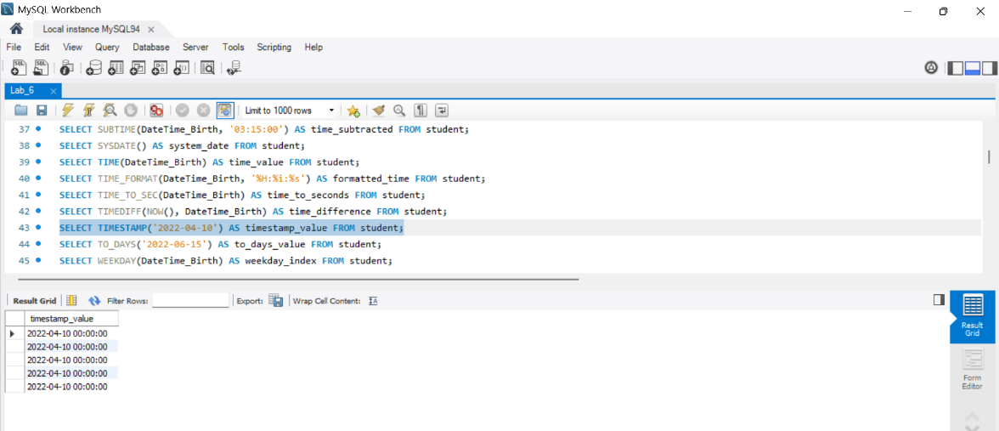 MySQL Workbench
Local instance MySQL94
File Edit View Query Database Server Tools Scripting Help
Lab_6
Limit to 1000 rows
37 SELECT SUBTIME(DateTime_Birth, '03:15:00') AS time_subtracted FROM student;
38 SELECT SYSDATE() AS system_date FROM student;
39 SELECT TIME(DateTime_Birth) AS time_value FROM student;
40 SELECT TIME_FORMAT(DateTime_Birth, '%H:%i:%s') AS formatted_time FROM student;
41 SELECT TIME_TO_SEC(DateTime_Birth) AS time_to_seconds FROM student;
42 SELECT TIMEDIFF(NOW(), DateTime_Birth) AS time_difference FROM student;
43 SELECT TIMESTAMP('2022-04-10') AS timestamp_value FROM student;
44 SELECT TO_DAYS('2022-06-15') AS to_days_value FROM student;
45 SELECT WEEKDAY(DateTime_Birth) AS weekday_index FROM student;
Result Grid Filter Rows: Export: Wrap Cell Content:
timestamp_value
2022-04-10 00:00:00
2022-04-10 00:00:00
2022-04-10 00:00:00
2022-04-10 00:00:00
2022-04-10 00:00:00
Result
Grid
Form
Editor